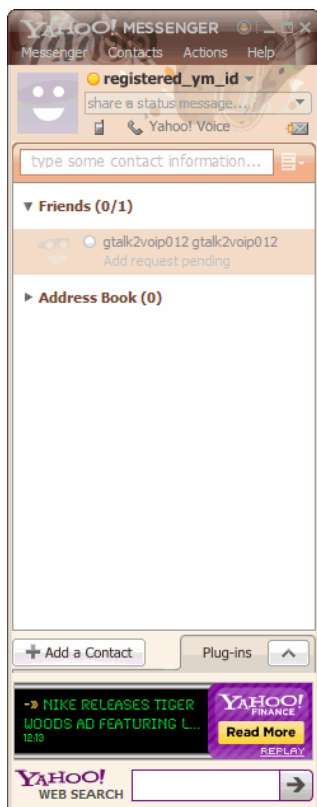 YAHOO! MESSENGER
Messenger Contacts Actions Help
registered_ym_id
share a status message...
Yahoo! Voice
type some contact information...
Friends (0/1)
gtalk2voip012 gtalk2voip012
Add request pending
Address Book (0)
+ Add a Contact
Plug-ins
-» NIKE RELEASES TIGER
WOODS AD FEATURING L...
12:13
YAHOO!
FINANCE
Read More
REPLAY
YAHOO!
WEB SEARCH